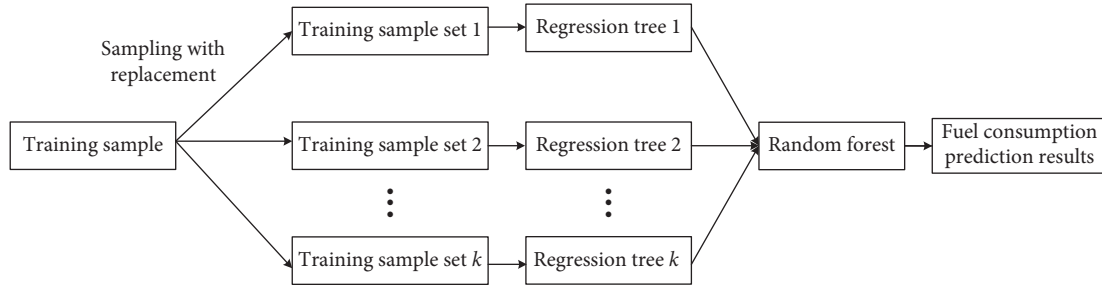 Sampling with
replacement
Training sample
Training sample set 1
Regression tree 1
Training sample set 2
Regression tree 2
Training sample set k
Regression tree k
Random forest
Fuel consumption
prediction results